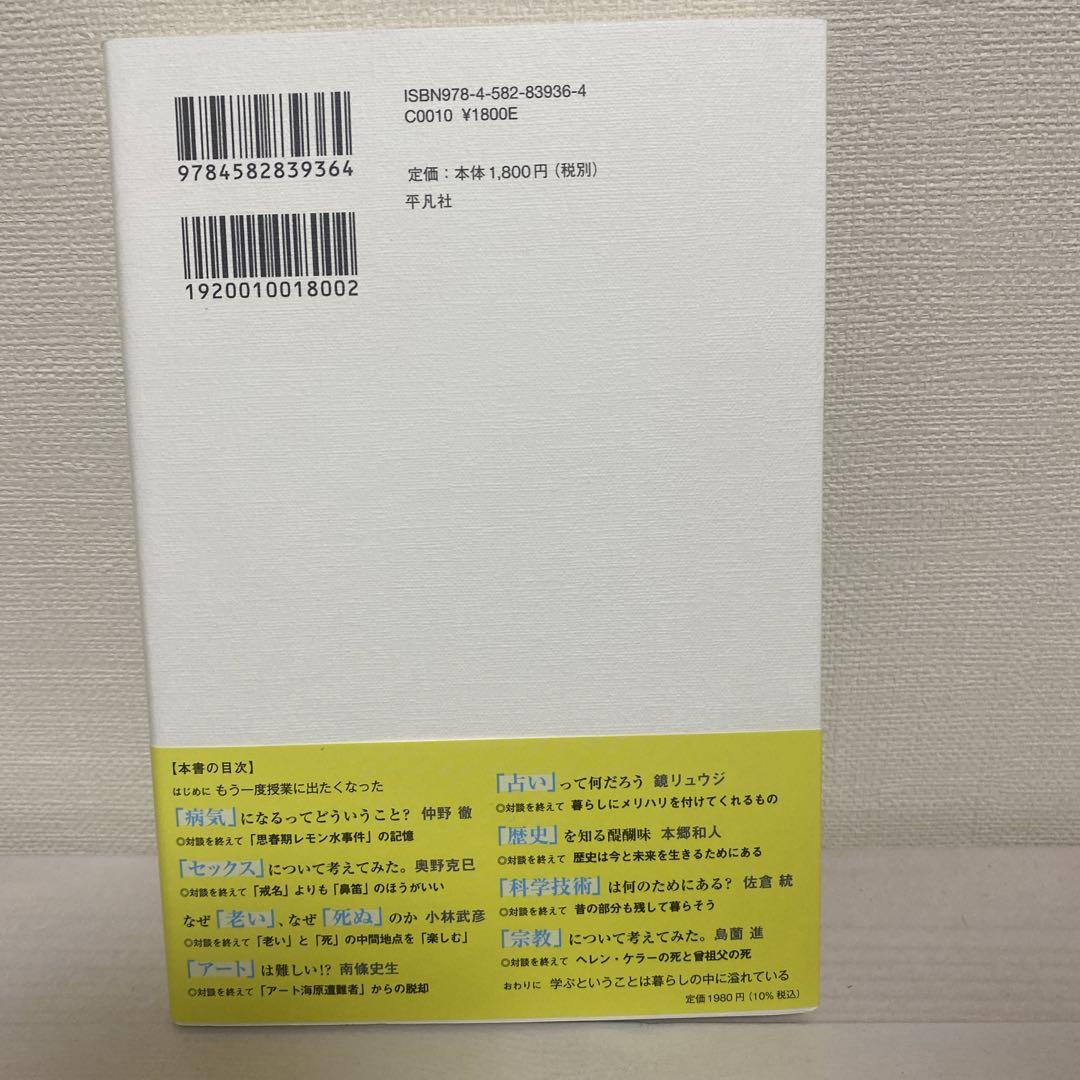 ISBN978-4-582-83936-4
C0010 ¥1800E
9784582839364
定価：本体1,800円（税別）
平凡社
1920010018002
【本書の目次】
はじめに もう一度授業に出たくなった
「病気」になるってどういうこと? 仲野 徹
◎対談を終えて 「思春期レモン水事件」の記憶
「セックス」について考えてみた。奥野克巳
◎対談を終えて 「戒名」よりも「鼻笛」のほうがいい
なぜ「老い」、なぜ「死ぬ」のか 小林武彦
◎対談を終えて 「老い」と「死」の中間地点を「楽しむ」
「アート」は難しい!? 南條史生
◎対談を終えて 「アート海原遭難者」からの脱却
「占い」って何だろう 鏡リュウジ
◎対談を終えて 暮らしにメリハリを付けてくれるもの
「歴史」を知る醍醐味 本郷和人
◎対談を終えて 歴史は今と未来を生きるためにある
「科学技術」は何のためにある? 佐倉 統
◎対談を終えて 昔の部分も残して暮らそう
「宗教」について考えてみた。島薗 進
◎対談を終えて ヘレン・ケラーの死と曾祖父の死
おわりに 学ぶということは暮らしの中に溢れている
定価1980円（10%税込）